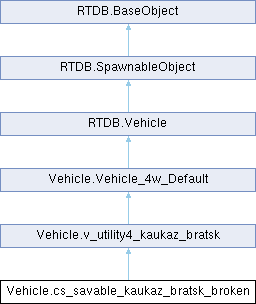 RTDB.BaseObject
RTDB.SpawnableObject
RTDB.Vehicle
Vehicle.Vehicle_4w_Default
Vehicle.v_utility4_kaukaz_bratsk
Vehicle.cs_savable_kaukaz_bratsk_broken